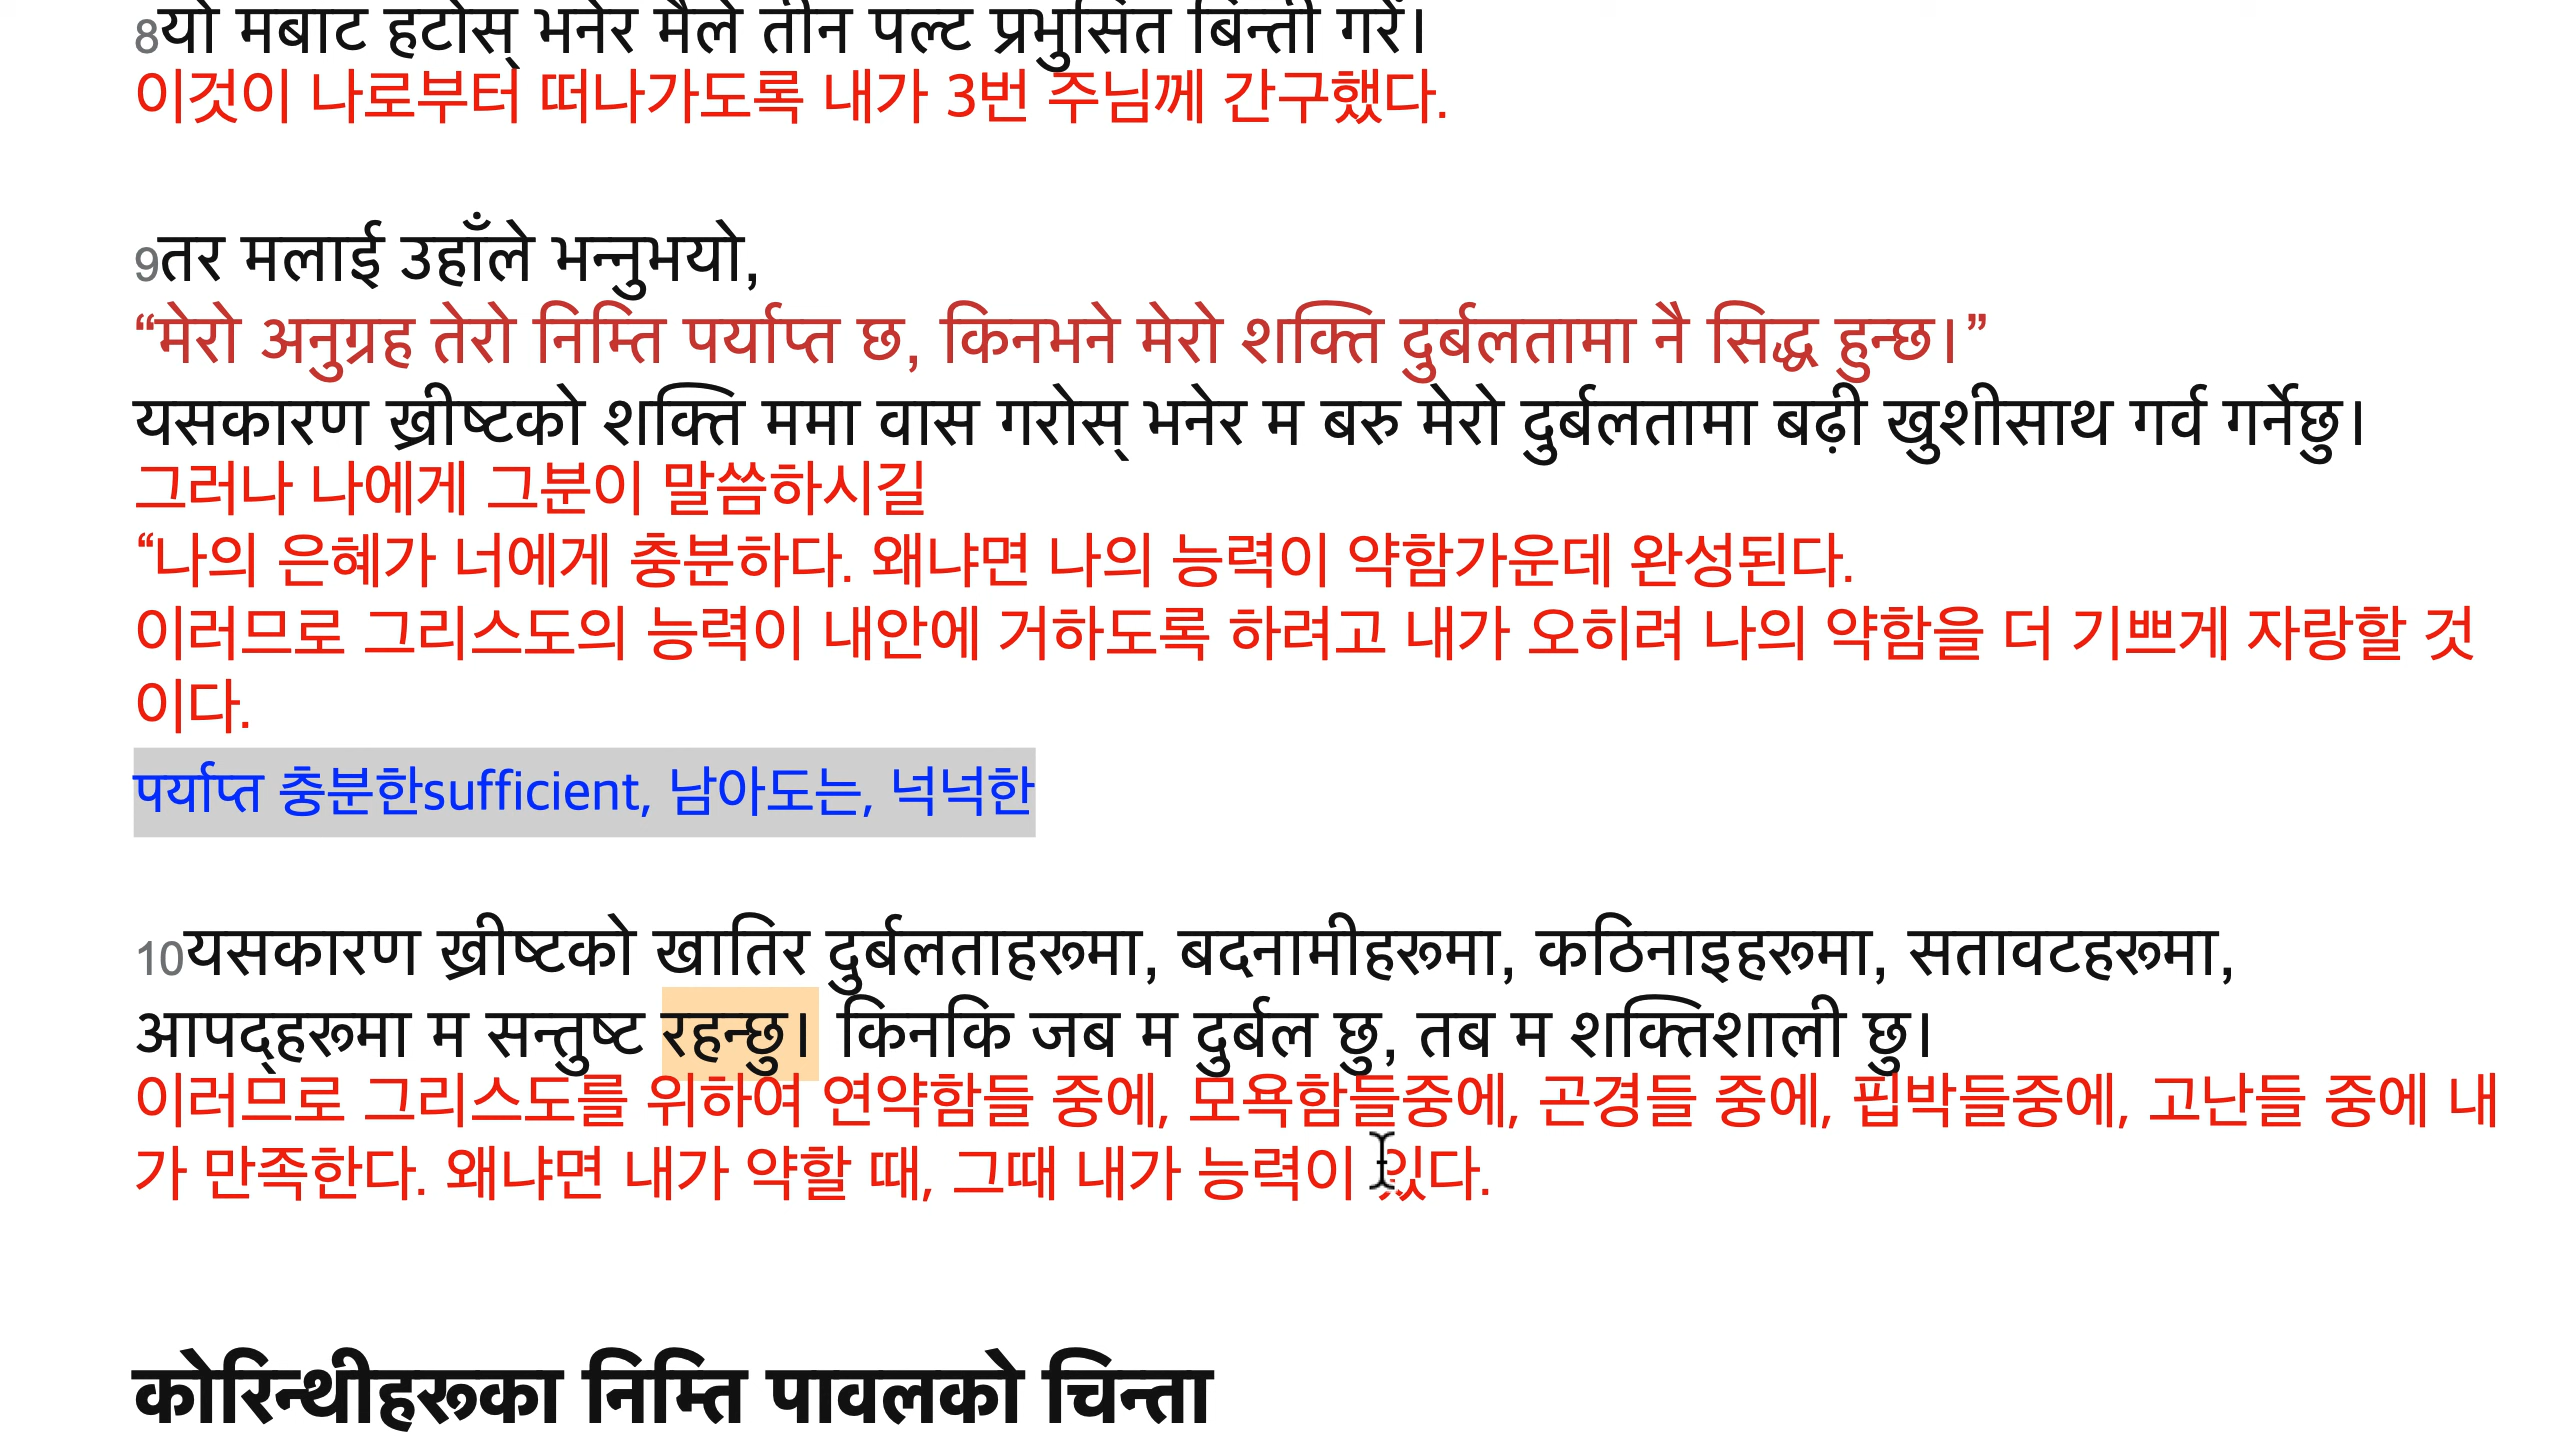 8यो मबाट हटोस् भनेर मैले तीन पल्ट प्रभुसित बिन्ती गरें।
이것이 나로부터 떠나가도록 내가 3번 주님께 간구했다.
9तर मलाई उहाँले भन्नुभयो,
“मेरो अनुग्रह तेरो निम्ति पर्याप्त छ, किनभने मेरो शक्ति दुर्बलतामा नै सिद्ध हुन्छ।”
यसकारण ख्रीष्टको शक्ति ममा वास गरोस् भनेर म बरु मेरो दुर्बलतामा बढ़ी खुशीसाथ गर्व गर्नेछु।
그러나 나에게 그분이 말씀하시길
“나의 은혜가 너에게 충분하다. 왜냐면 나의 능력이 약함가운데 완성된다.
이러므로 그리스도의 능력이 내안에 거하도록 하려고 내가 오히려 나의 약함을 더 기쁘게 자랑할 것
이다.
पर्याप्त 충분한sufficient, 남아도는, 넉넉한
10यसकारण ख्रीष्टको खातिर दुर्बलताहरूमा, बदनामीहरूमा, कठिनाइहरूमा, सतावटहरूमा,
आपद्‌हरूमा म सन्तुष्ट रहन्छु। किनकि जब म दुर्बल छु, तब म शक्तिशाली छु।
이러므로 그리스도를 위하여 연약함들 중에, 모욕함들중에, 곤경들 중에, 핍박들중에, 고난들 중에 내
가 만족한다. 왜냐면 내가 약할 때, 그때 내가 능력이 있다.
कोरिन्थीहरूका निम्ति पावलको चिन्ता